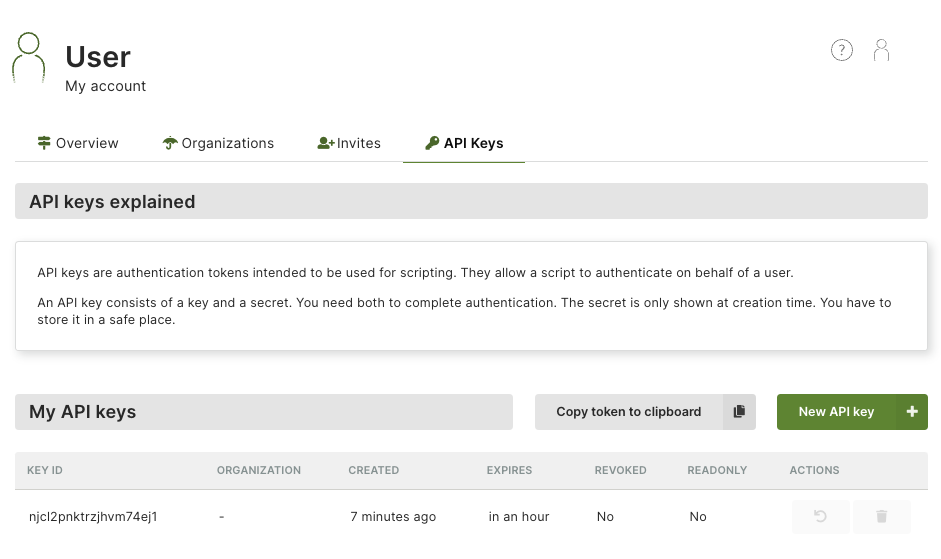 User
My account
?
Overview Organizations Invites API Keys
API keys explained
API keys are authentication tokens intended to be used for scripting. They allow a script to authenticate on behalf of a user.
An API key consists of a key and a secret. You need both to complete authentication. The secret is only shown at creation time. You have to
store it in a safe place.
My API keys Copy token to clipboard New API key
KEY ID ORGANIZATION CREATED EXPIRES REVOKED READONLY ACTIONS
njcl2pnktrzjhvm74ej1 - 7 minutes ago in an hour No No